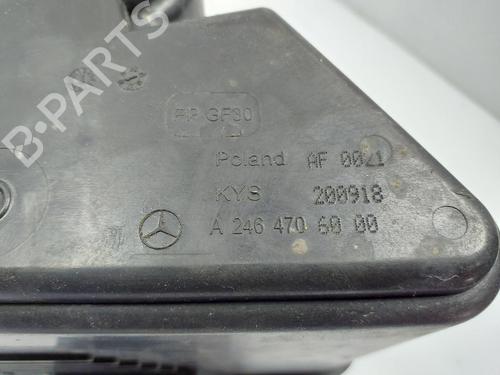 B-PARTS
PP GF30
Poland AF 0021
KYS 200918
A 246 470 60 00